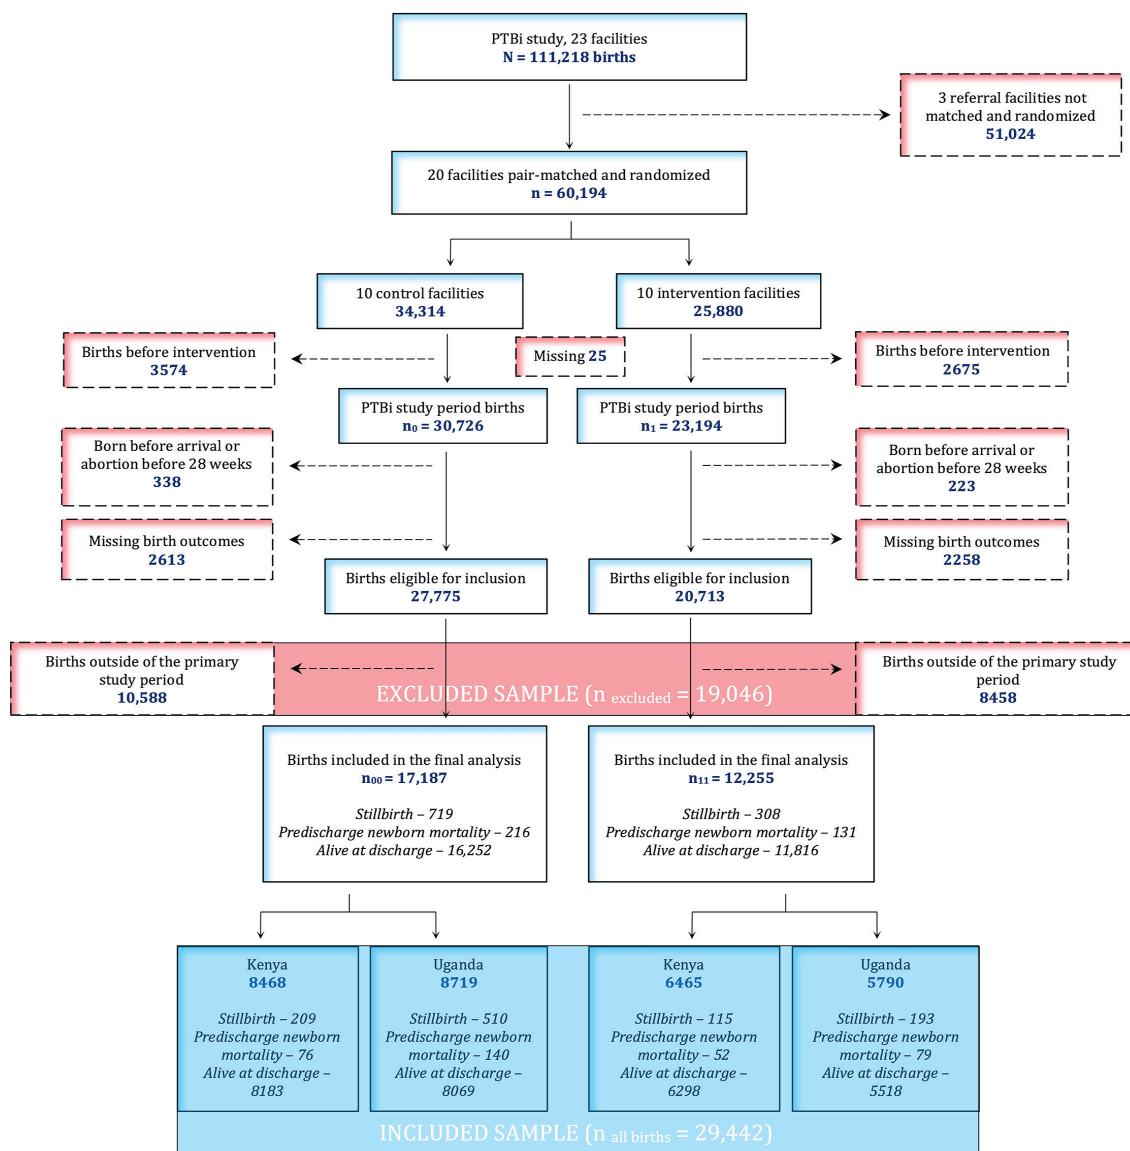 PTBi study, 23 facilities
N = 111,218 births
3 referral facilities not
matched and randomized
51,024
20 facilities pair-matched and randomized
n = 60,194
10 control facilities
34,314
10 intervention facilities
25,880
Births before intervention
3574
Missing 25
Births before intervention
2675
PTBi study period births
n₀ = 30,726
PTBi study period births
n₁ = 23,194
Born before arrival or
abortion before 28 weeks
338
Born before arrival or
abortion before 28 weeks
223
Missing birth outcomes
2613
Missing birth outcomes
2258
Births eligible for inclusion
27,775
Births eligible for inclusion
20,713
Births outside of the primary
study period
10,588
Births outside of the primary study
period
8458
EXCLUDED SAMPLE (n excluded = 19,046)
Births included in the final analysis
n₀₀ = 17,187
Stillbirth – 719
Predischarge newborn mortality – 216
Alive at discharge – 16,252
Births included in the final analysis
n₁₁ = 12,255
Stillbirth – 308
Predischarge newborn mortality – 131
Alive at discharge – 11,816
Kenya
8468
Stillbirth – 209
Predischarge newborn
mortality – 76
Alive at discharge –
8183
Uganda
8719
Stillbirth – 510
Predischarge newborn
mortality – 140
Alive at discharge –
8069
Kenya
6465
Stillbirth – 115
Predischarge newborn
mortality – 52
Alive at discharge –
6298
Uganda
5790
Stillbirth – 193
Predischarge newborn
mortality – 79
Alive at discharge –
5518
INCLUDED SAMPLE (n all births = 29,442)